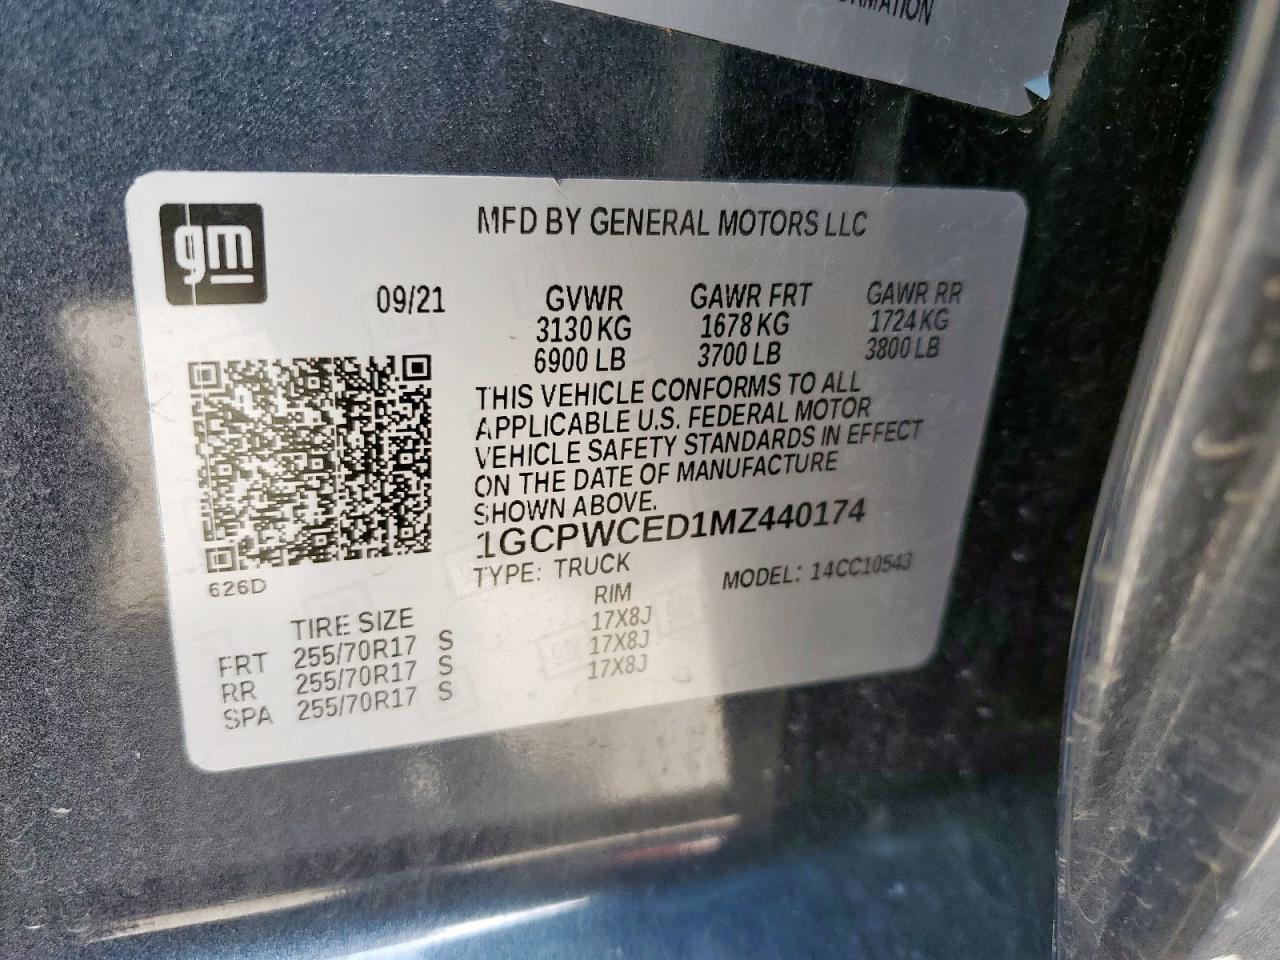 ORMATION
gm
MFD BY GENERAL MOTORS LLC
09/21
GVWR GAWR FRT GAWR RR
3130 KG 1678 KG 1724 KG
6900 LB 3700 LB 3800 LB
THIS VEHICLE CONFORMS TO ALL
APPLICABLE U.S. FEDERAL MOTOR
VEHICLE SAFETY STANDARDS IN EFFECT
ON THE DATE OF MANUFACTURE
SHOWN ABOVE.
1GCPWCED1MZ440174
626D
TYPE: TRUCK MODEL: 14CC10543
TIRE SIZE RIM
FRT 255/70R17 S 17X8J
RR 255/70R17 S 17X8J
SPA 255/70R17 S 17X8J